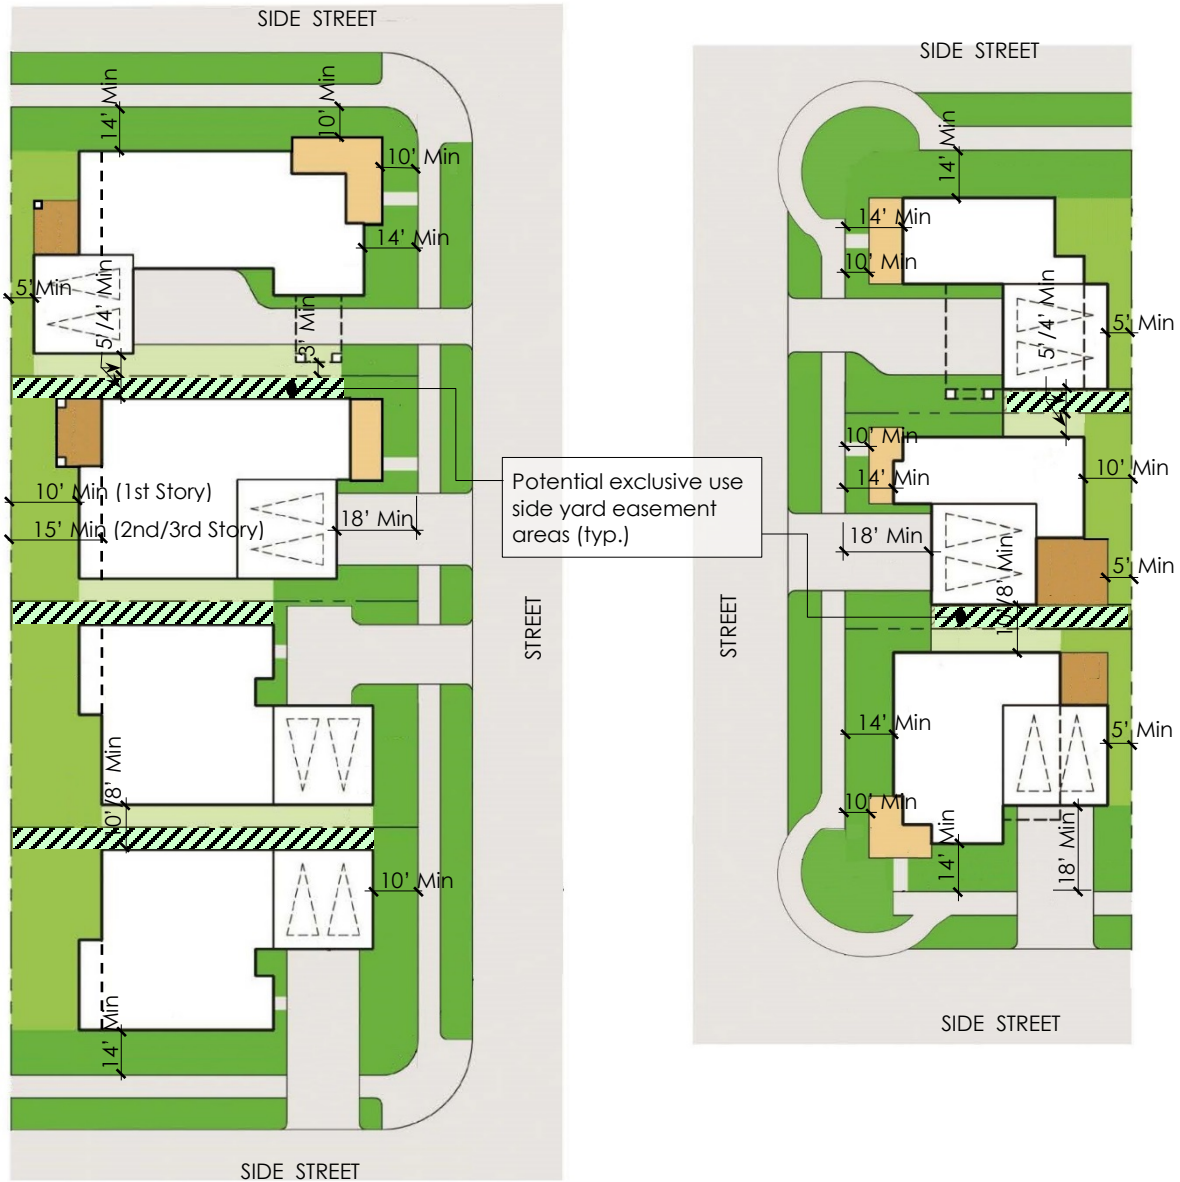 SIDE STREET
14' Min
10' Min
10' Min
14' Min
5' Min
5'/4' Min
3' Min
10' Min (1st Story)
15' Min (2nd/3rd Story)
18' Min
STREET
10'/8' Min
10' Min
14' Min
SIDE STREET
Potential exclusive use
side yard easement
areas (typ.)
SIDE STREET
14' Min
14' Min
10' Min
5'/4' Min
5' Min
10' Min
14' Min
10' Min
18' Min
10'/8' Min
5' Min
STREET
14' Min
5' Min
10' Min
14' Min
18' Min
SIDE STREET